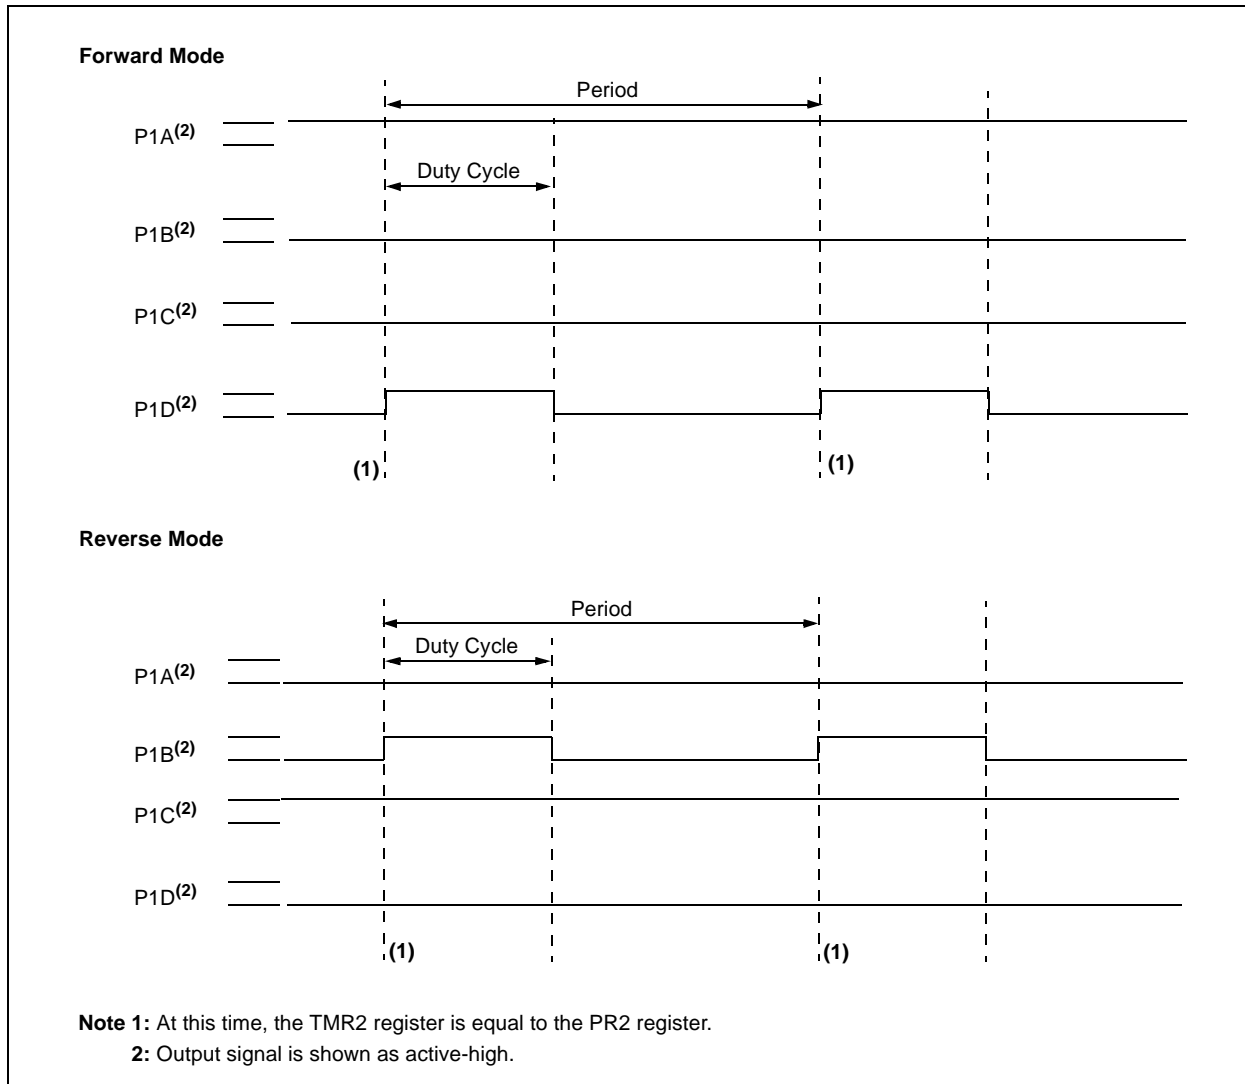 Forward Mode
Period
P1A(2)
Duty Cycle
P1B(2)
P1C(2)
P1D(2)
(1)
(1)
Reverse Mode
Period
Duty Cycle
P1A(2)
P1B(2)
P1C(2)
P1D(2)
(1)
(1)
Note 1: At this time, the TMR2 register is equal to the PR2 register.
2: Output signal is shown as active-high.